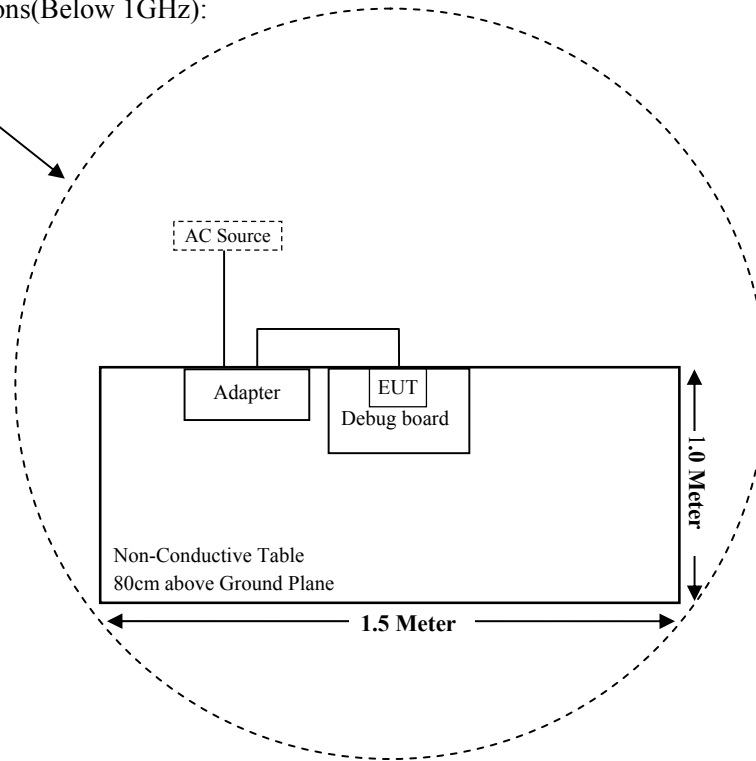 ons(Below 1GHz):
AC Source
Adapter
EUT
Debug board
1.0 Meter
Non-Conductive Table
80cm above Ground Plane
1.5 Meter